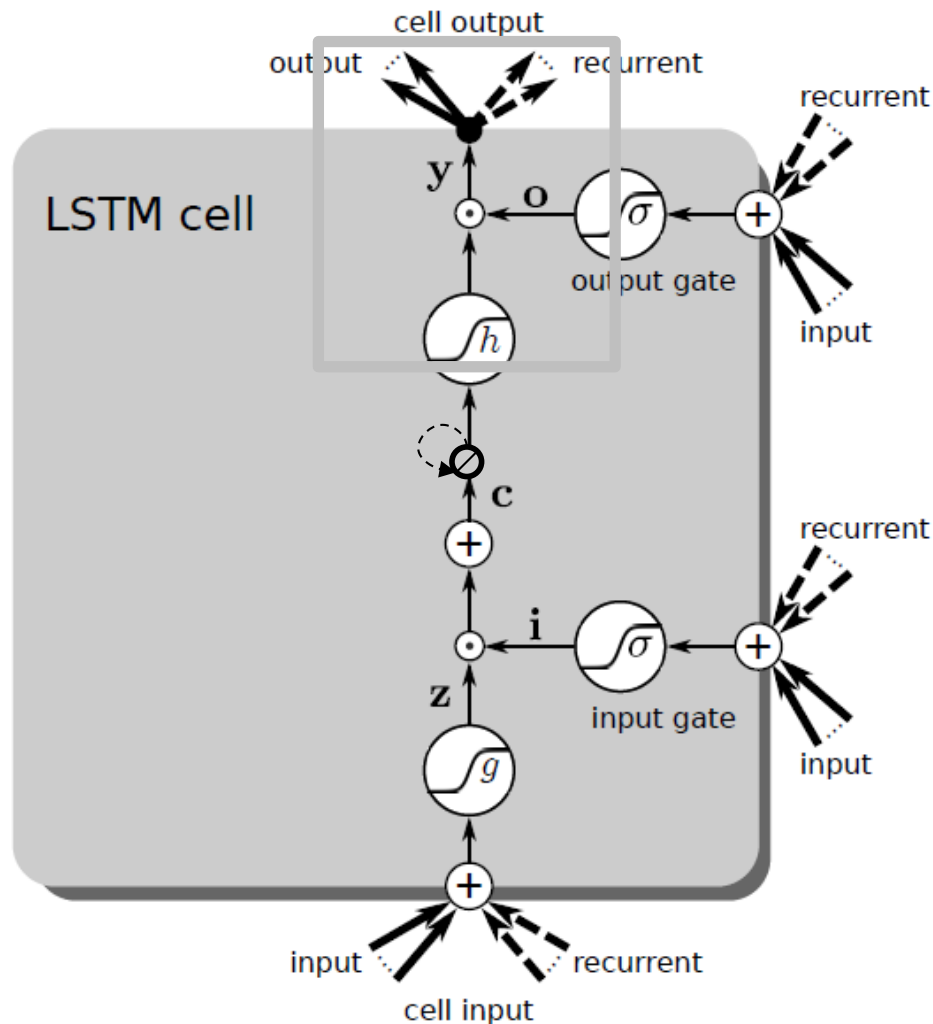 cell output
output
recurrent
recurrent
LSTM cell
y
o
σ
+
output gate
input
h
c
+
recurrent
i
σ
+
z
input gate
g
input
+
input
recurrent
cell input